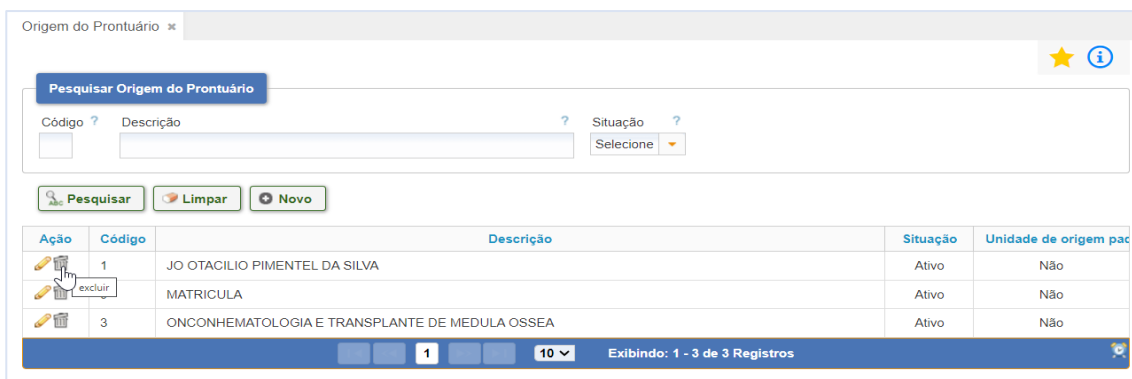 Origem do Prontuário ✖
Pesquisar Origem do Prontuário
Código ? Descrição ? Situação ?
Selecione
Pesquisar Limpar Novo
Ação Código Descrição Situação Unidade de origem pad
1 JO OTACILIO PIMENTEL DA SILVA Ativo Não
excluir
MATRICULA Ativo Não
3 ONCONHEMATOLOGIA E TRANSPLANTE DE MEDULA OSSEA Ativo Não
1 10 Exibindo: 1 - 3 de 3 Registros